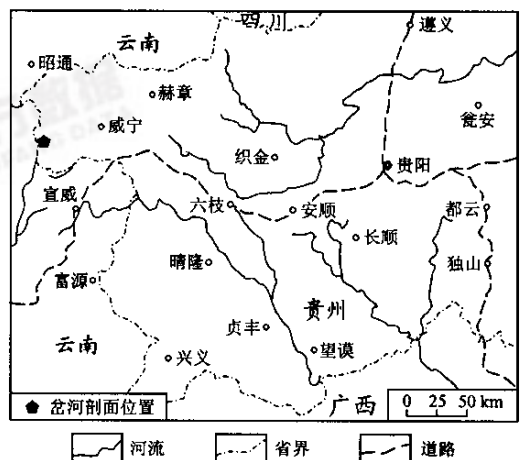 四川
云南
遵义
昭通
赫章
威宁
瓮安
织金
贵阳
宣威
六枝
安顺
都云
长顺
晴隆
独山
富源
贵州
贞丰
云南
兴义
望谟
广西
岔河剖面位置
0 25 50 km
河流
省界
道路